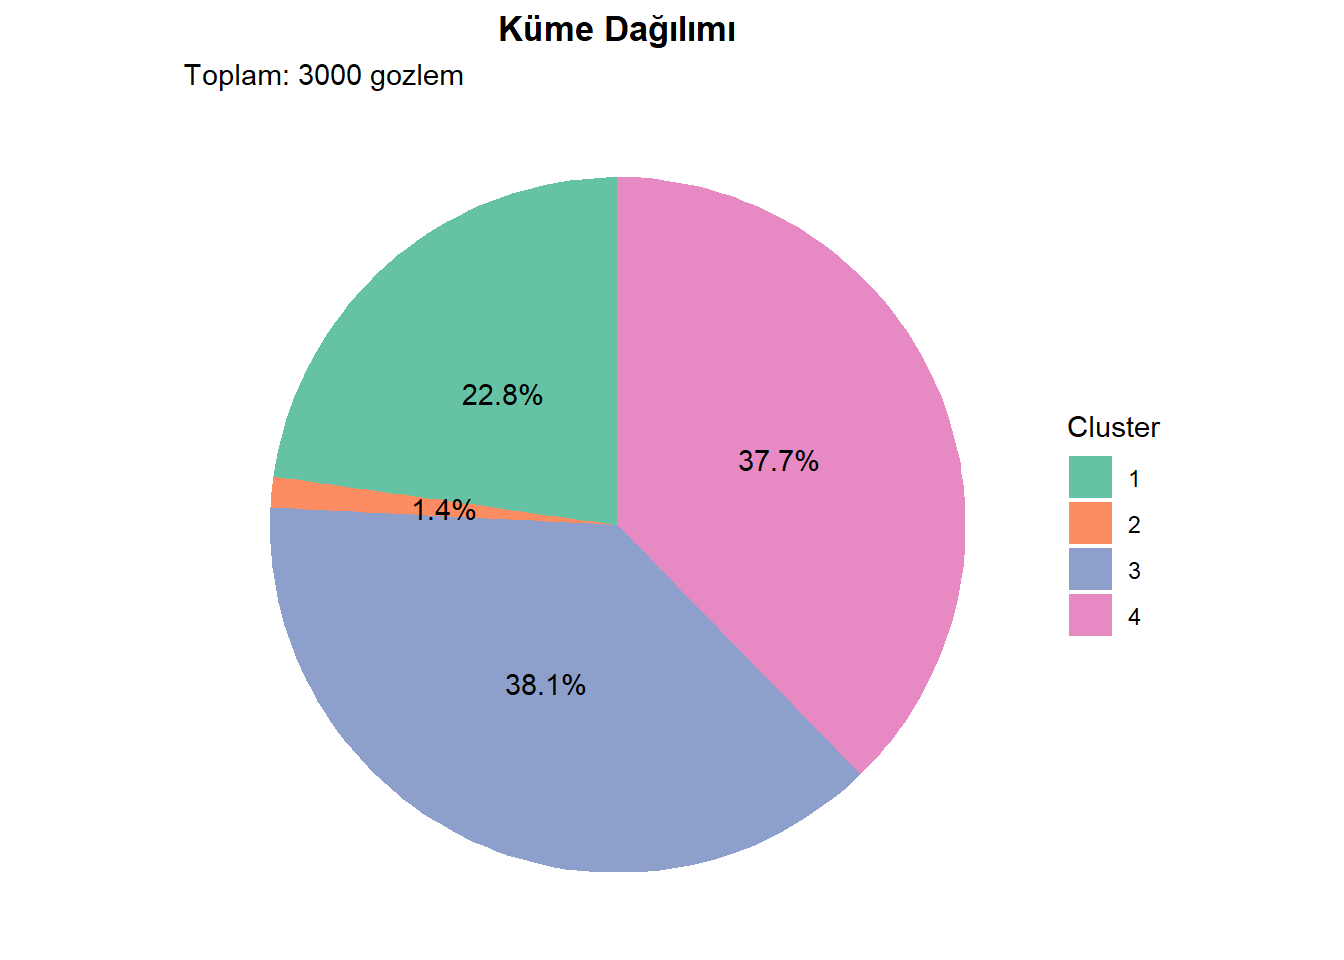 Küme Dağılımı
Toplam: 3000 gozlem
22.8%
37.7%
1.4%
38.1%
Cluster
1
2
3
4